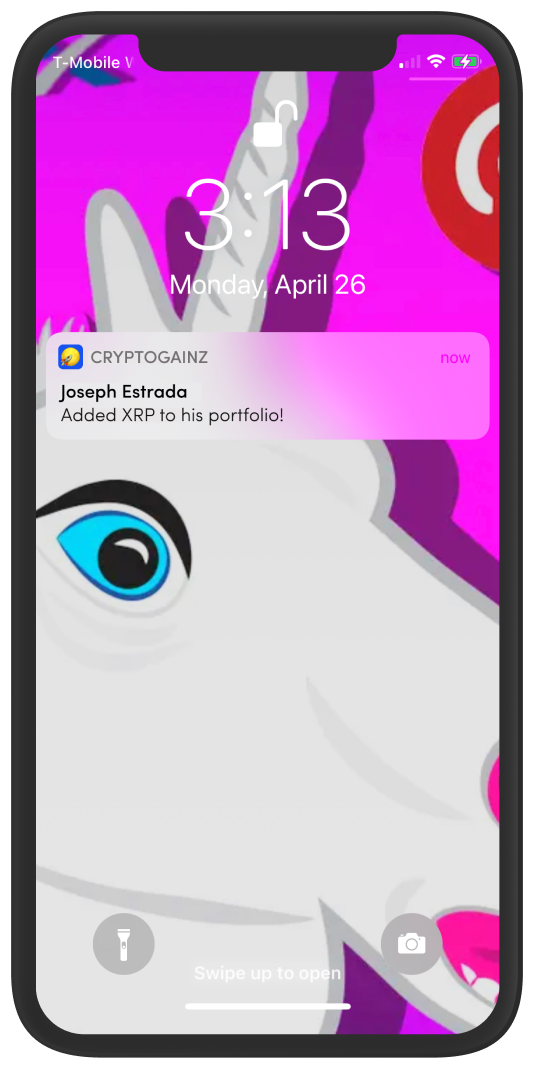 T-Mobile
3:13
Monday, April 26
CRYPTOGAINZ now
Joseph Estrada
Added XRP to his portfolio!
Swipe up to open